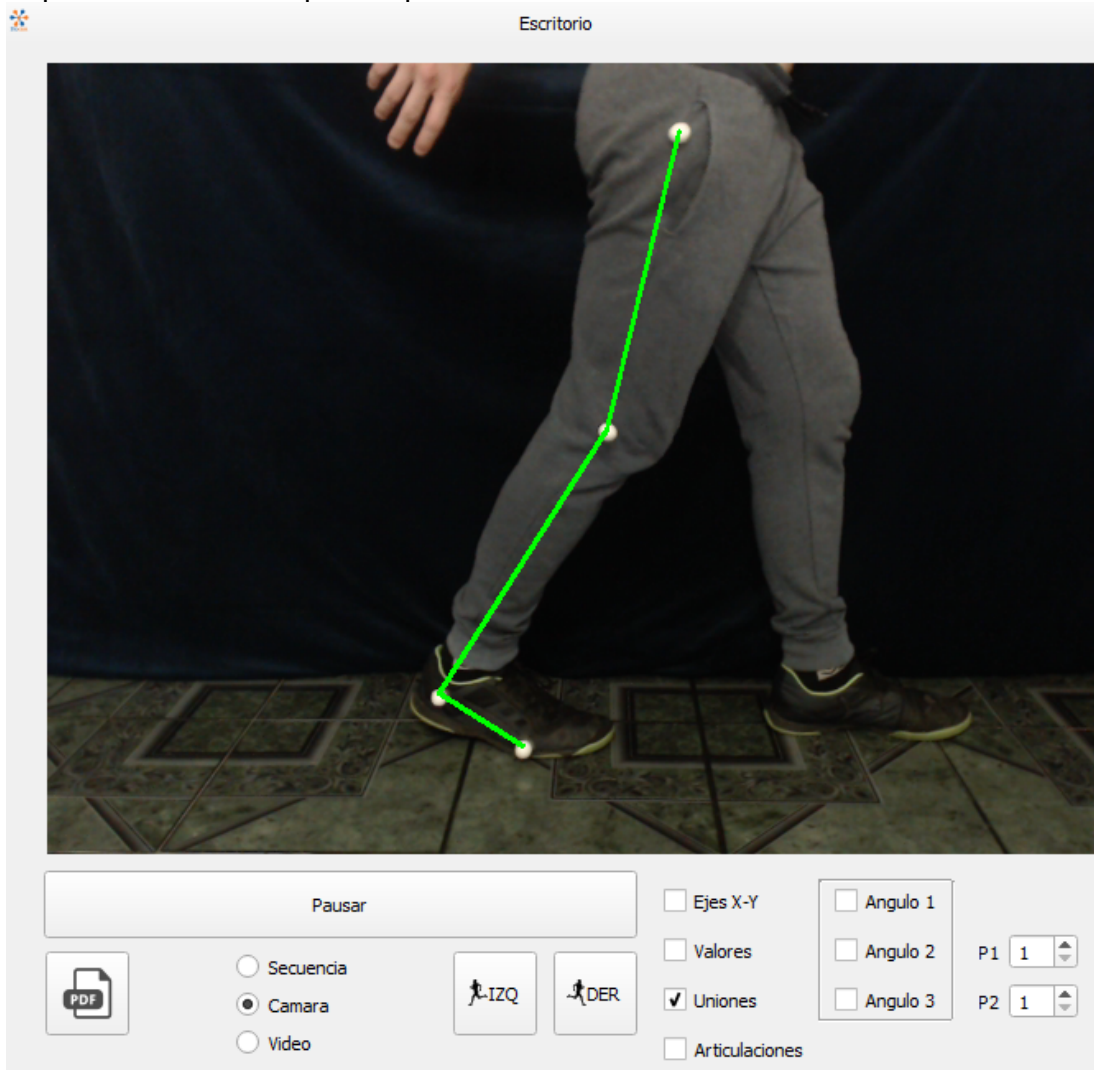 Escritorio
Pausar
Ejes X-Y
Angulo 1
Valores
Angulo 2
P1 1
PDF
Secuencia
Camara
Video
IZQ
DER
Uniones
Angulo 3
P2 1
Articulaciones